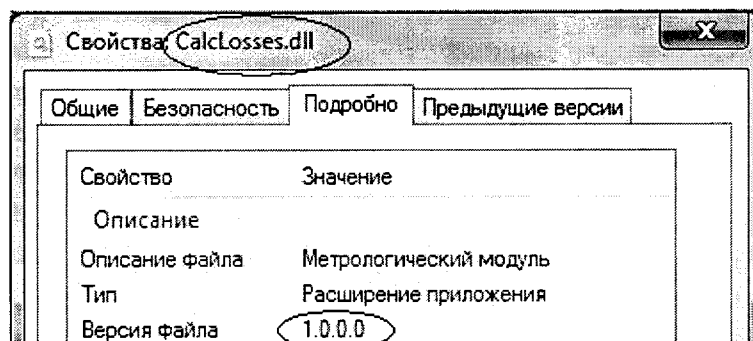 Свойства: CalcLosses.dll
Общие Безопасность Подробно Предыдущие версии
Свойство Значение
Описание
Описание файла Метрологический модуль
Тип Расширение приложения
Версия файла 1.0.0.0